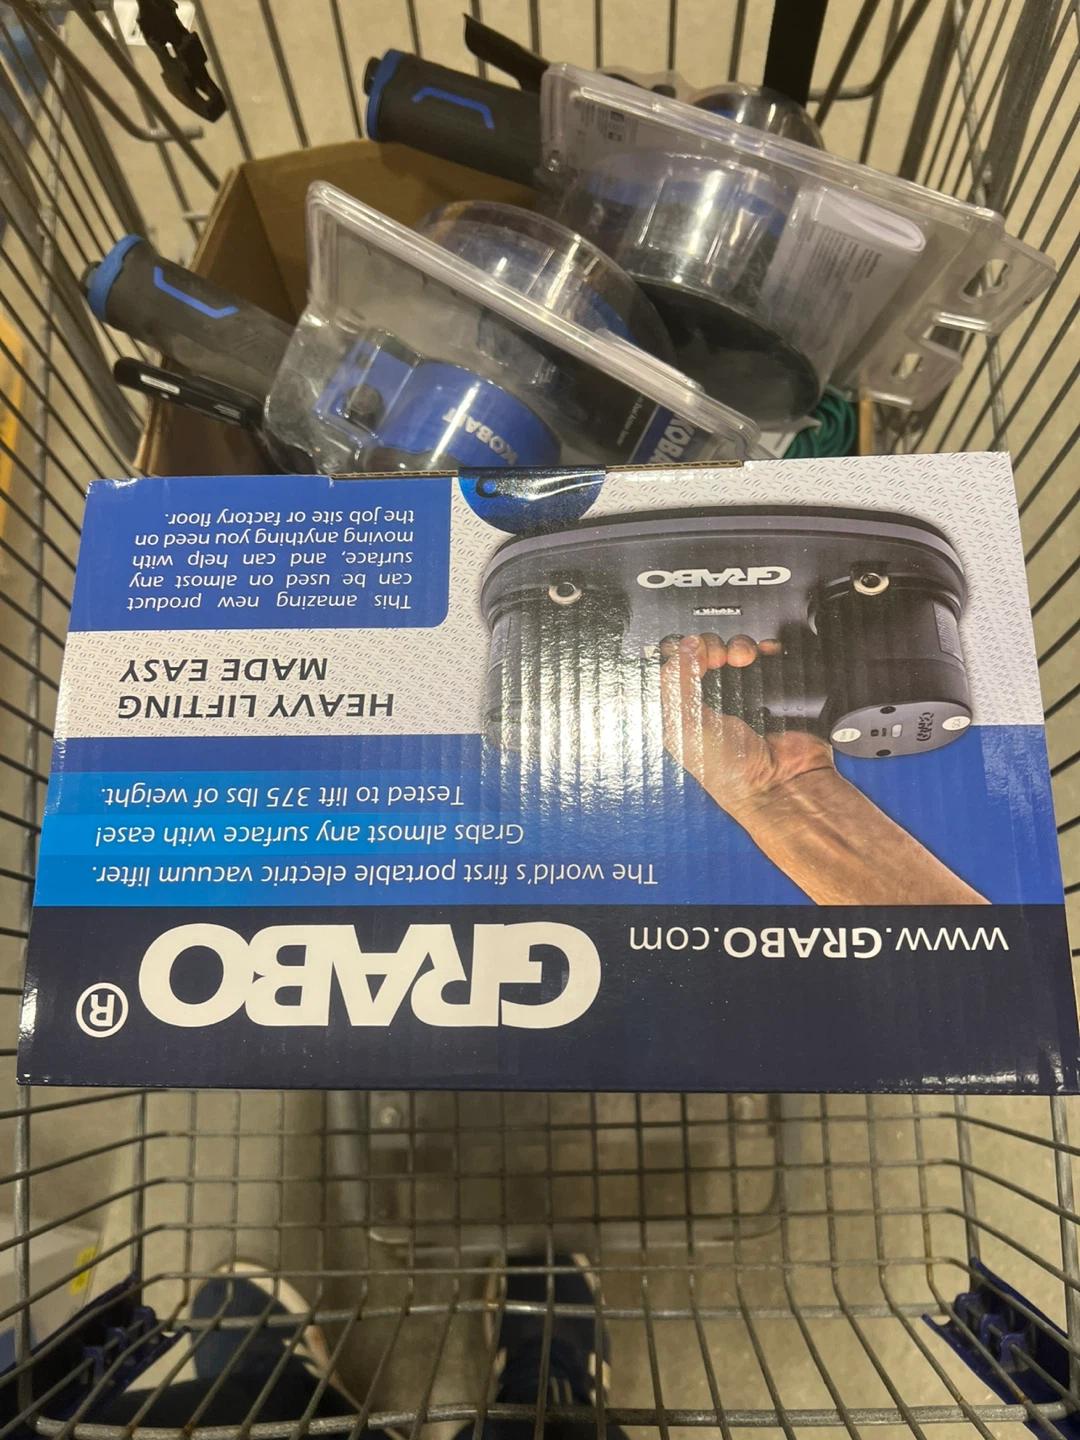 GRABO®
www.GRABO.com
The world's first portable electric vacuum lifter.
Grabs almost any surface with ease!
Tested to lift 375 lbs of weight.
HEAVY LIFTING
MADE EASY
This amazing new product
can be used on almost any
surface, and can help with
moving anything you need on
the job site or factory floor.
GRABO
KOBALT
KOBA